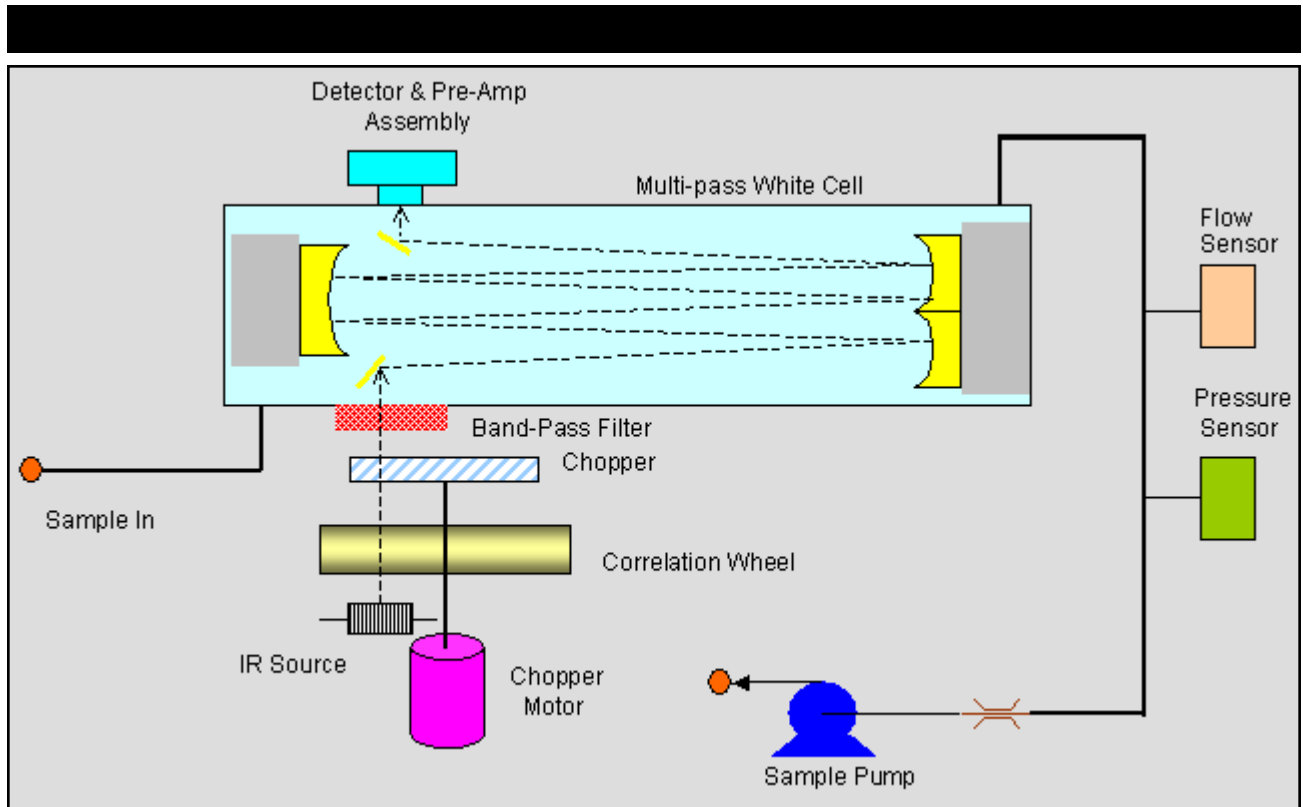 Detector & Pre-Amp
Assembly
Multi-pass White Cell
Flow
Sensor
Pressure
Sensor
Band-Pass Filter
Chopper
Sample In
Correlation Wheel
IR Source
Chopper
Motor
Sample Pump